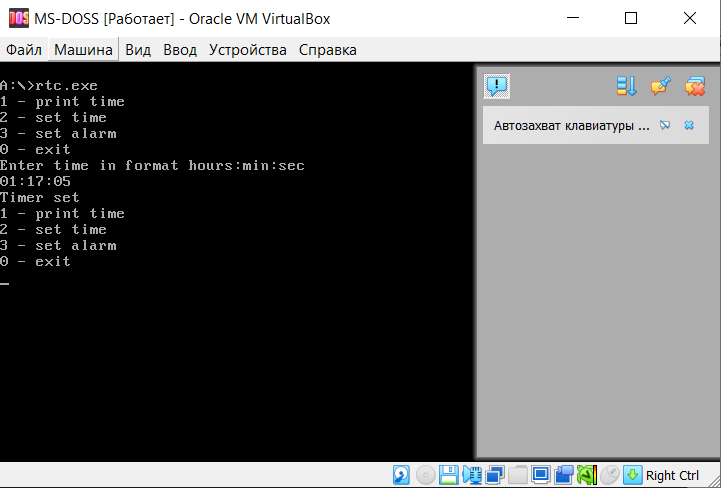 MS-DOSS [Работает] - Oracle VM VirtualBox
Файл Машина Вид Ввод Устройства Справка
A:\>rtc.exe
1 - print time
2 - set time
3 - set alarm
0 - exit
Enter time in format hours:min:sec
01:17:05
Timer set
1 - print time
2 - set time
3 - set alarm
0 - exit
Автозахват клавиатуры ...
Right Ctrl